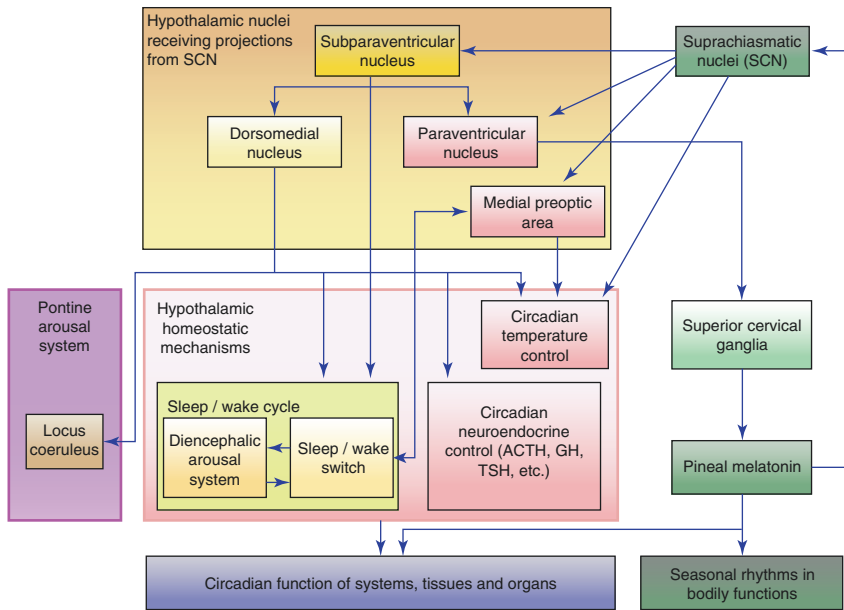 Hypothalamic nuclei
receiving projections
from SCN
Subparaventricular
nucleus
Suprachiasmatic
nuclei (SCN)
Dorsomedial
nucleus
Paraventricular
nucleus
Medial preoptic
area
Pontine
arousal
system
Hypothalamic
homeostatic
mechanisms
Circadian
temperature
control
Superior cervical
ganglia
Sleep / wake cycle
Locus
coeruleus
Diencephalic
arousal
system
Sleep / wake
switch
Circadian
neuroendocrine
control (ACTH, GH,
TSH, etc.)
Pineal melatonin
Circadian function of systems, tissues and organs
Seasonal rhythms in
bodily functions